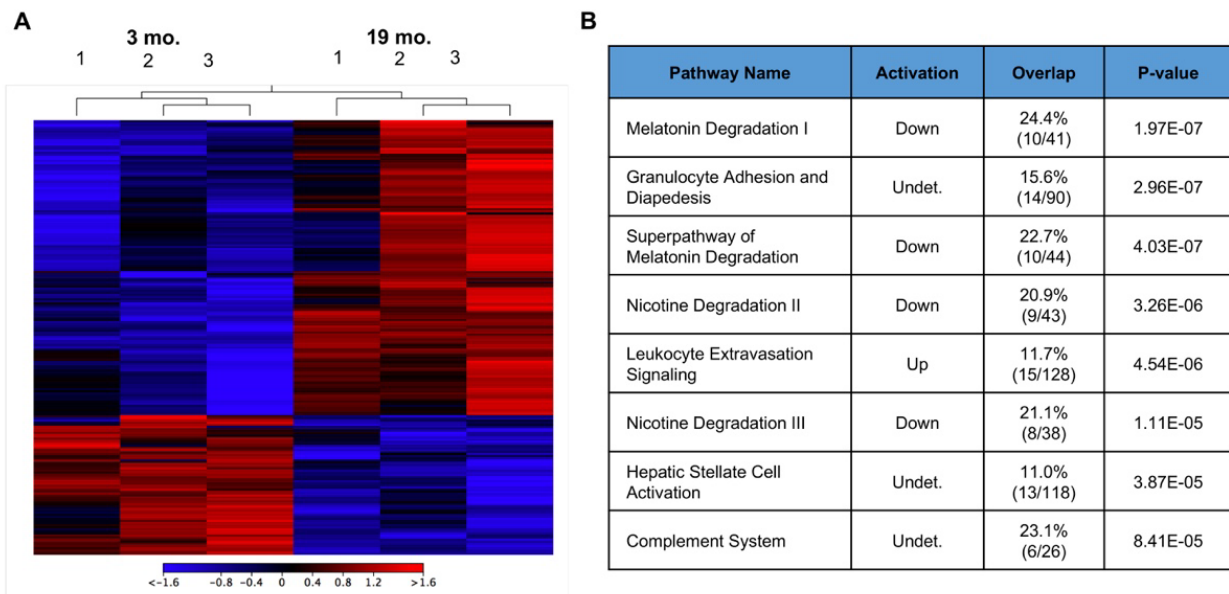 A
3 mo.
19 mo.
1
2
3
1
2
3
<-1.6
-0.8
-0.4
0
0.4
0.8
1.2
>1.6
B
Pathway Name
Activation
Overlap
P-value
Melatonin Degradation I
Down
24.4%
(10/41)
1.97E-07
Granulocyte Adhesion and
Diapedesis
Undet.
15.6%
(14/90)
2.96E-07
Superpathway of
Melatonin Degradation
Down
22.7%
(10/44)
4.03E-07
Nicotine Degradation II
Down
20.9%
(9/43)
3.26E-06
Leukocyte Extravasation
Signaling
Up
11.7%
(15/128)
4.54E-06
Nicotine Degradation III
Down
21.1%
(8/38)
1.11E-05
Hepatic Stellate Cell
Activation
Undet.
11.0%
(13/118)
3.87E-05
Complement System
Undet.
23.1%
(6/26)
8.41E-05